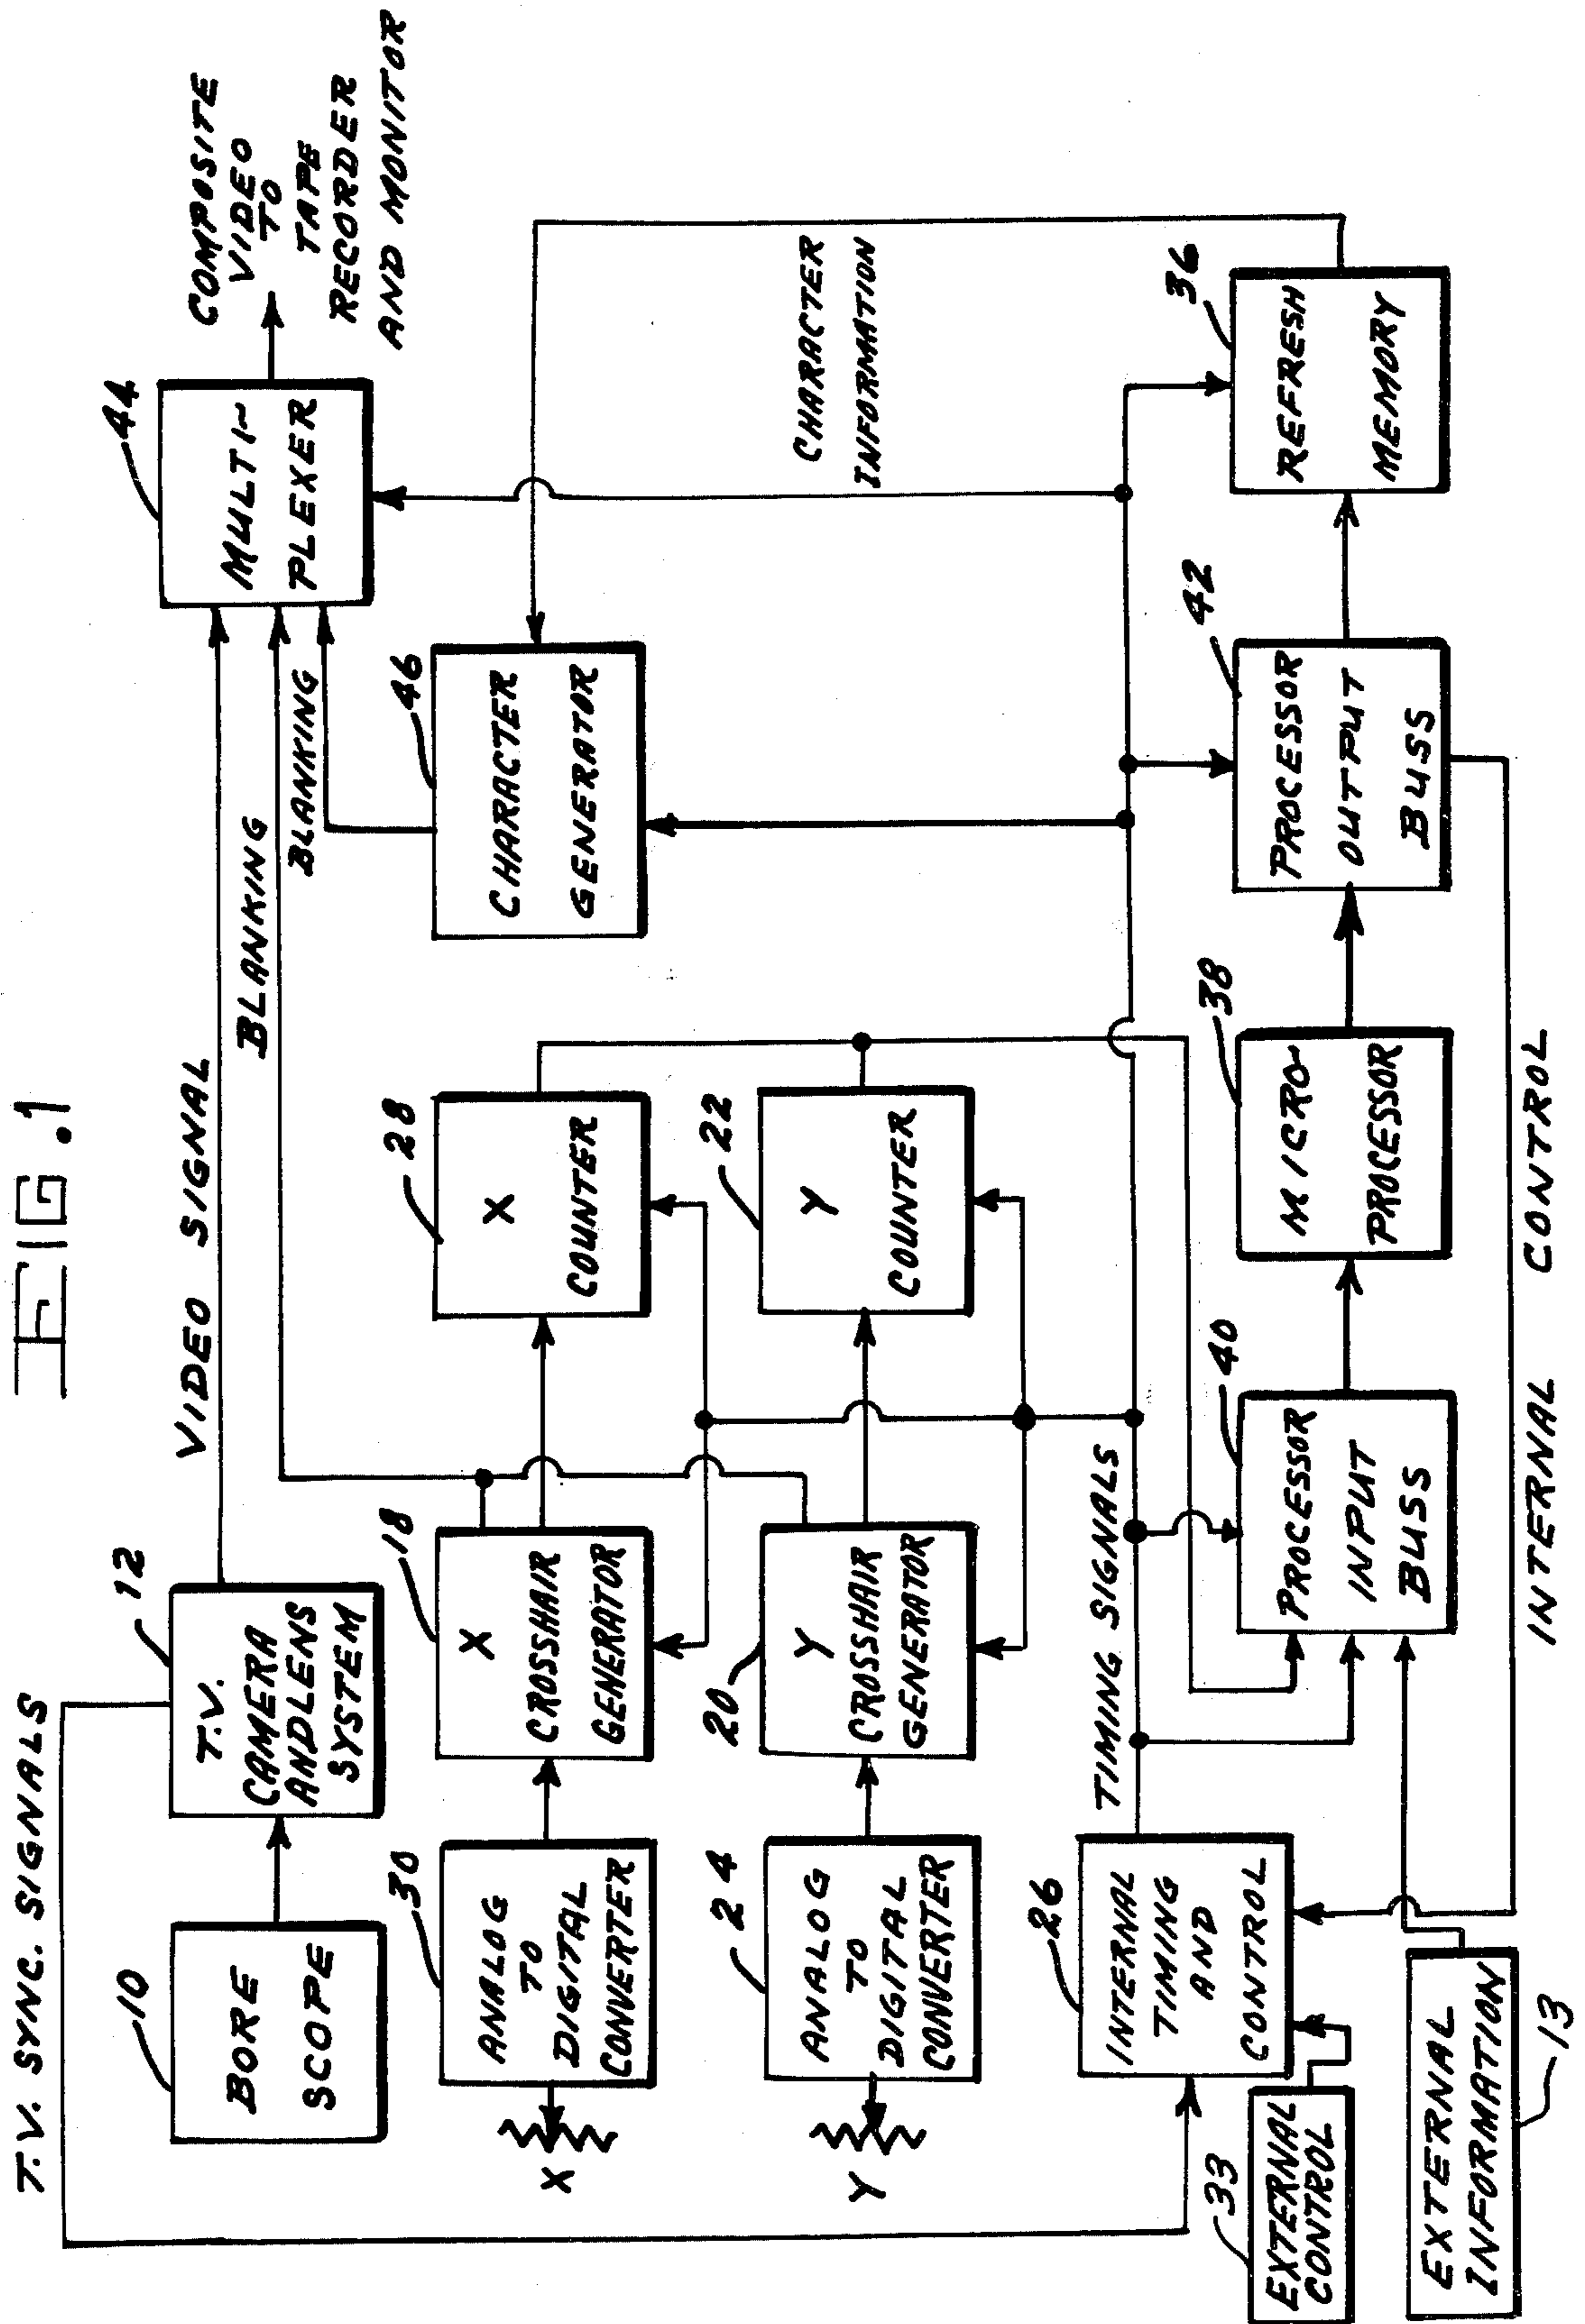 FIG.1
T.V. SYNC. SIGNALS
10
BORE
SCOPE
12
T.V.
CAMERA
ANDLENS
SYSTEM
VIDEO SIGNAL
BLANKING
BLANKING
44
MULTI~
PLEXER
COMPOSITE
VIDEO
TO
TAPE
RECORDER
AND MONITOR
X
30
ANALOG
TO
DIGITAL
CONVERTER
18
X
CROSSHAIR
GENERATOR
28
X
COUNTER
46
CHARACTER
GENERATOR
Y
24
ANALOG
TO
DIGITAL
CONVERTER
20
Y
CROSSHAIR
GENERATOR
22
Y
COUNTER
CHARACTER
INFORMATION
26
INTERNAL
TIMING
AND
CONTROL
TIMING SIGNALS
33
EXTERNAL
CONTROL
40
PROCESSOR
INPUT
BUSS
38
MICRO~
PROCESSOR
42
PROCESSOR
OUTPUT
BUSS
36
REFRESH
MEMORY
EXTERNAL
INFORMATION
13
INTERNAL CONTROL